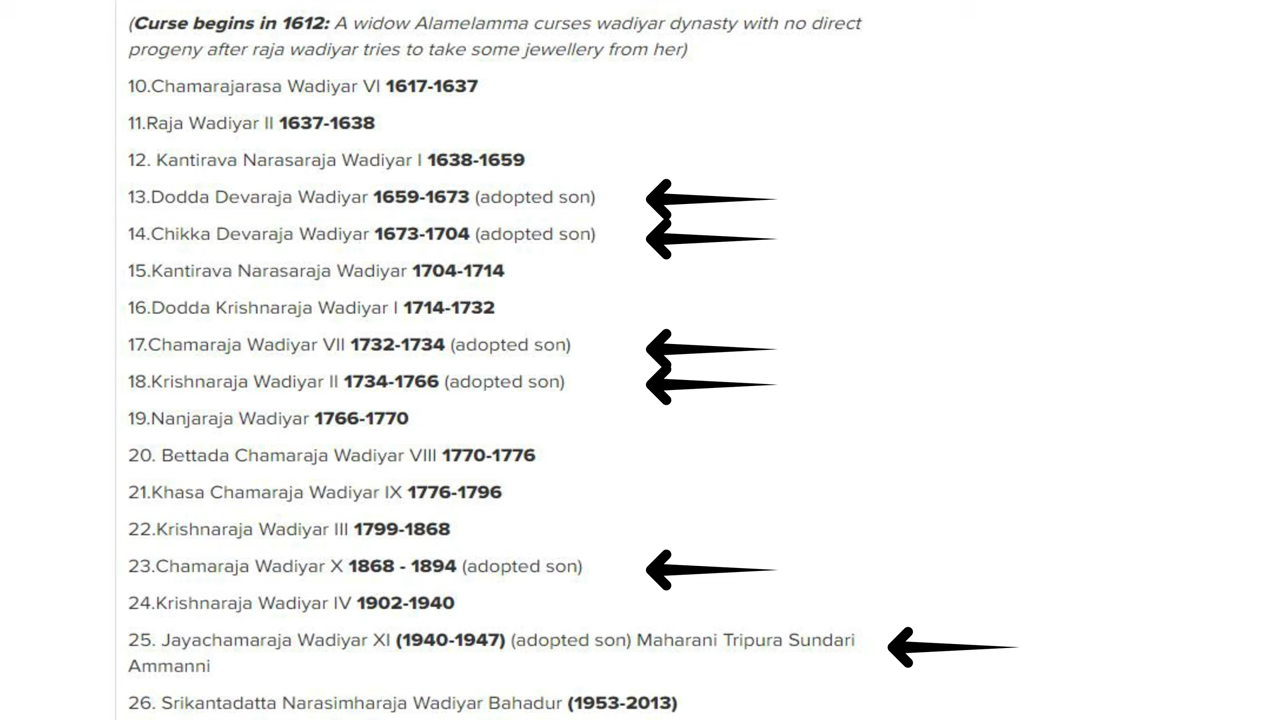 (Curse begins in 1612: A widow Alamelamma curses wadiyar dynasty with no direct
progeny after raja wadiyar tries to take some jewellery from her)
10.Chamarajarasa Wadiyar VI 1617-1637
11.Raja Wadiyar II 1637-1638
12. Kantirava Narasaraja Wadiyar I 1638-1659
13.Dodda Devaraja Wadiyar 1659-1673 (adopted son)
14.Chikka Devaraja Wadiyar 1673-1704 (adopted son)
15.Kantirava Narasaraja Wadiyar 1704-1714
16.Dodda Krishnaraja Wadiyar I 1714-1732
17.Chamaraja Wadiyar VII 1732-1734 (adopted son)
18.Krishnaraja Wadiyar II 1734-1766 (adopted son)
19.Nanjaraja Wadiyar 1766-1770
20. Bettada Chamaraja Wadiyar VIII 1770-1776
21.Khasa Chamaraja Wadiyar IX 1776-1796
22.Krishnaraja Wadiyar III 1799-1868
23.Chamaraja Wadiyar X 1868 - 1894 (adopted son)
24.Krishnaraja Wadiyar IV 1902-1940
25. Jayachamaraja Wadiyar XI (1940-1947) (adopted son) Maharani Tripura Sundari
Ammanni
26. Srikantadatta Narasimharaja Wadiyar Bahadur (1953-2013)